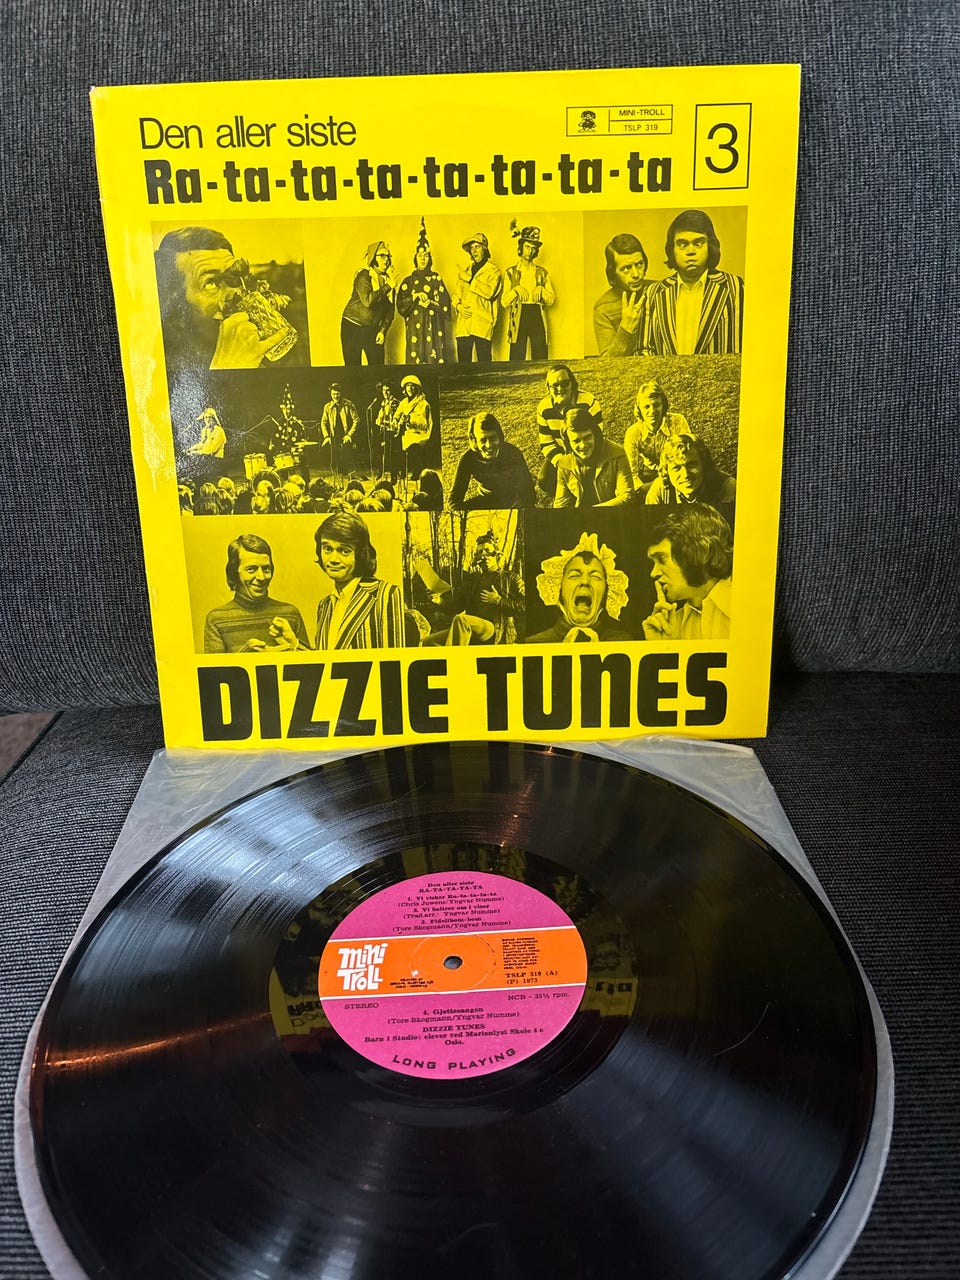 Den aller siste
MINI-TROLL
TSLP 319
3
Ra-ta-ta-ta-ta-ta-ta-ta
DIZZIE TUNES
Den aller siste
RA-TA-TA-TA-TA
1. Vi visker Ra-ta-ta-ta-ta
(Chris Juwens/Yngvar Numme)
2. Vi bølirer oss i viser
(Trad.arr.: Yngvar Numme)
3. Fidelibom-bom
(Tore Skogmann/Yngvar Numme)
mini
TROLL
TSLP 319 (A)
(P) 1973
STEREO
NCB - 33⅓ rpm.
4. Gjettesangen
(Tore Skogmann/Yngvar Numme)
DIZZIE TUNES
Barn i Studio: elever ved Marienlyst Skole 4 c
Oslo.
LONG PLAYING